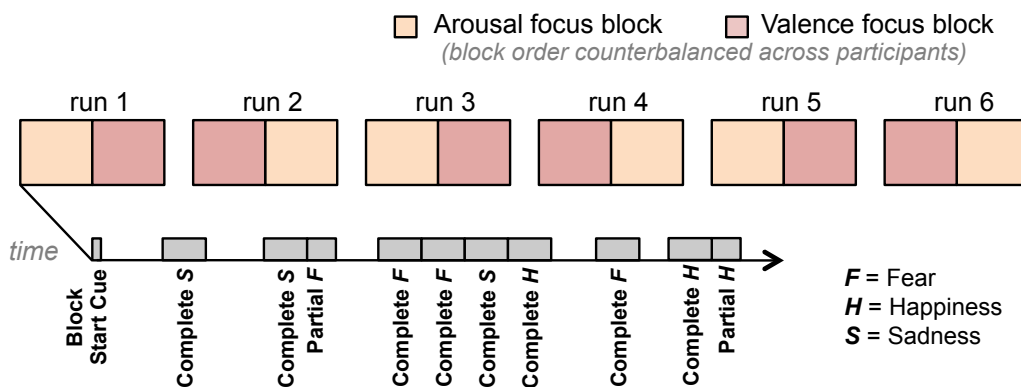 Arousal focus block
Valence focus block
(block order counterbalanced across participants)
run 1
run 2
run 3
run 4
run 5
run 6
time
Block
Start Cue
Complete S
Complete S
Partial F
Complete F
Complete F
Complete S
Complete H
Complete F
Complete H
Partial H
F = Fear
H = Happiness
S = Sadness